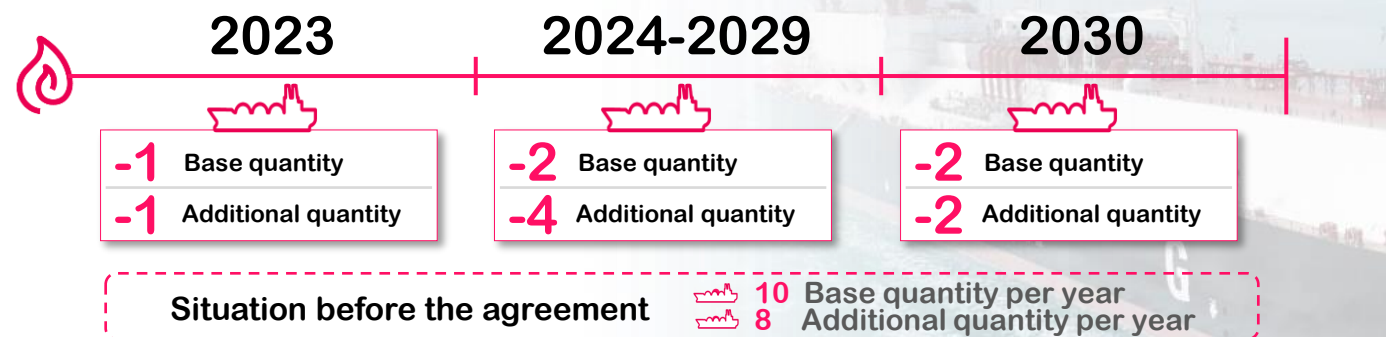 2023
2024-2029
2030
-1 Base quantity
-1 Additional quantity
-2 Base quantity
-4 Additional quantity
-2 Base quantity
-2 Additional quantity
Situation before the agreement
10 Base quantity per year
8 Additional quantity per year
G